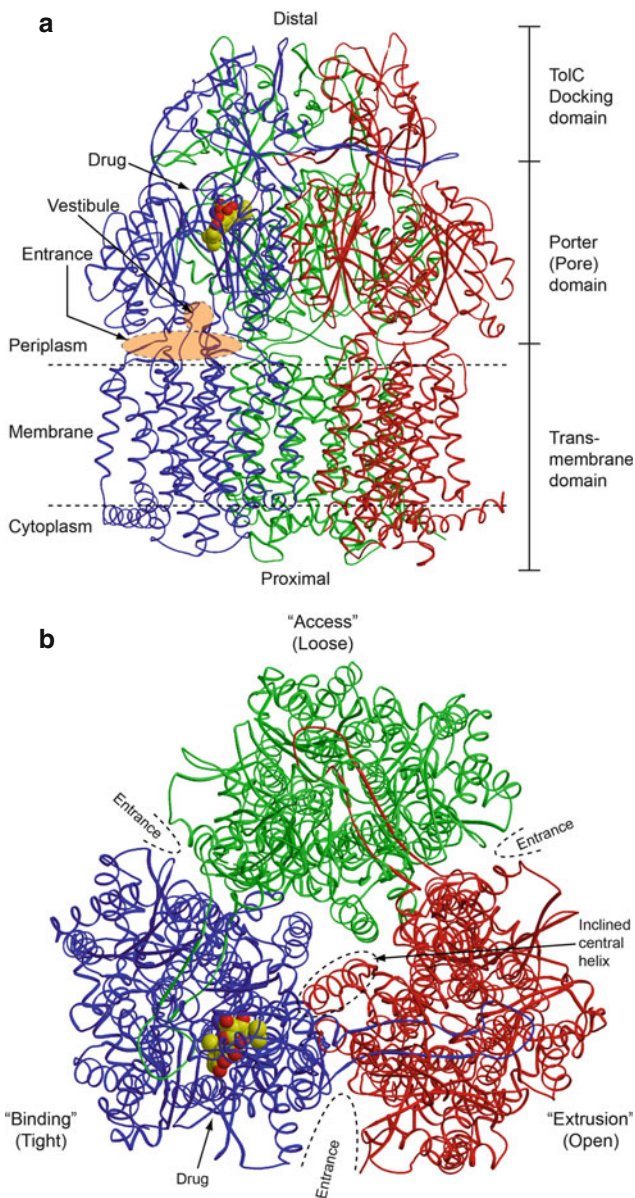 a
Distal
TolC
Docking
domain
Drug
Vestibule
Entrance
Porter
(Pore)
domain
Periplasm
Membrane
Trans-
membrane
domain
Cytoplasm
Proximal
b
"Access"
(Loose)
Entrance
Entrance
Inclined
central
helix
"Binding"
(Tight)
Drug
Entrance
"Extrusion"
(Open)